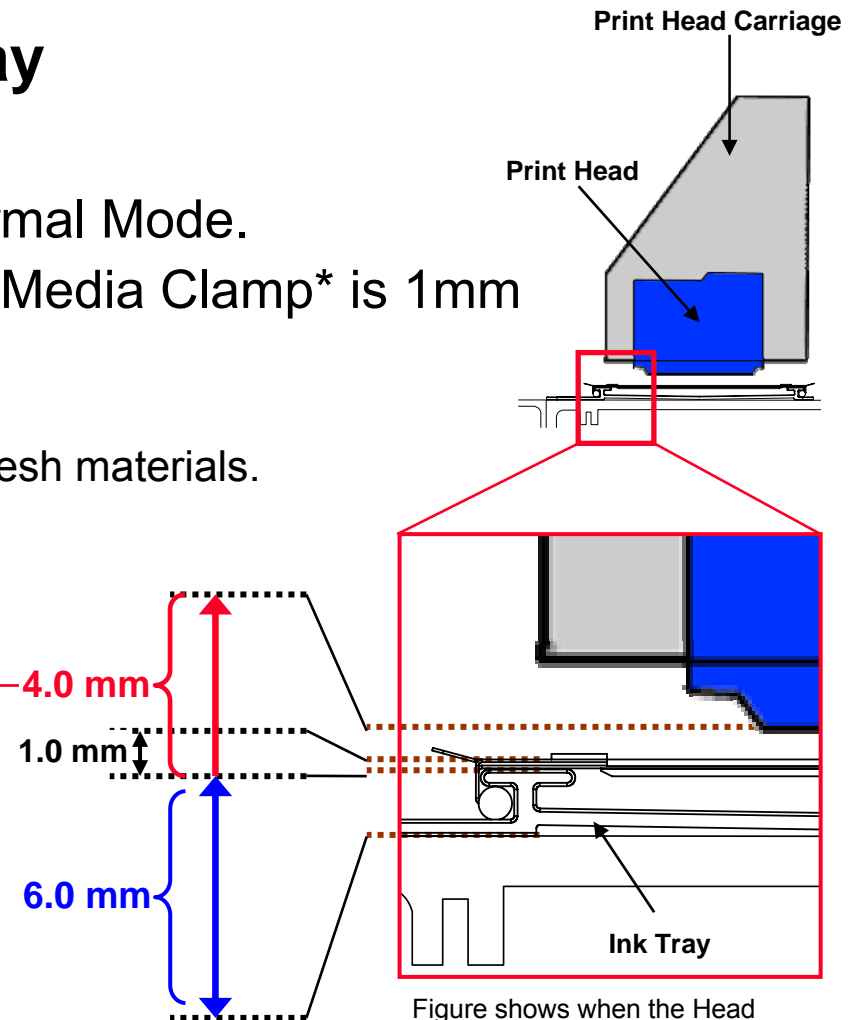 Print Head Carriage
ay
Print Head
rmal Mode.
Media Clamp* is 1mm
esh materials.
4.0 mm
1.0 mm
6.0 mm
Ink Tray
Figure shows when the Head